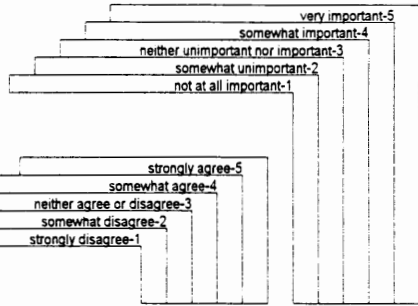 very important-5
somewhat important-4
neither unimportant nor important-3
somewhat unimportant-2
not at all important-1
strongly agree-5
somewhat agree-4
neither agree or disagree-3
somewhat disagree-2
strongly disagree-1